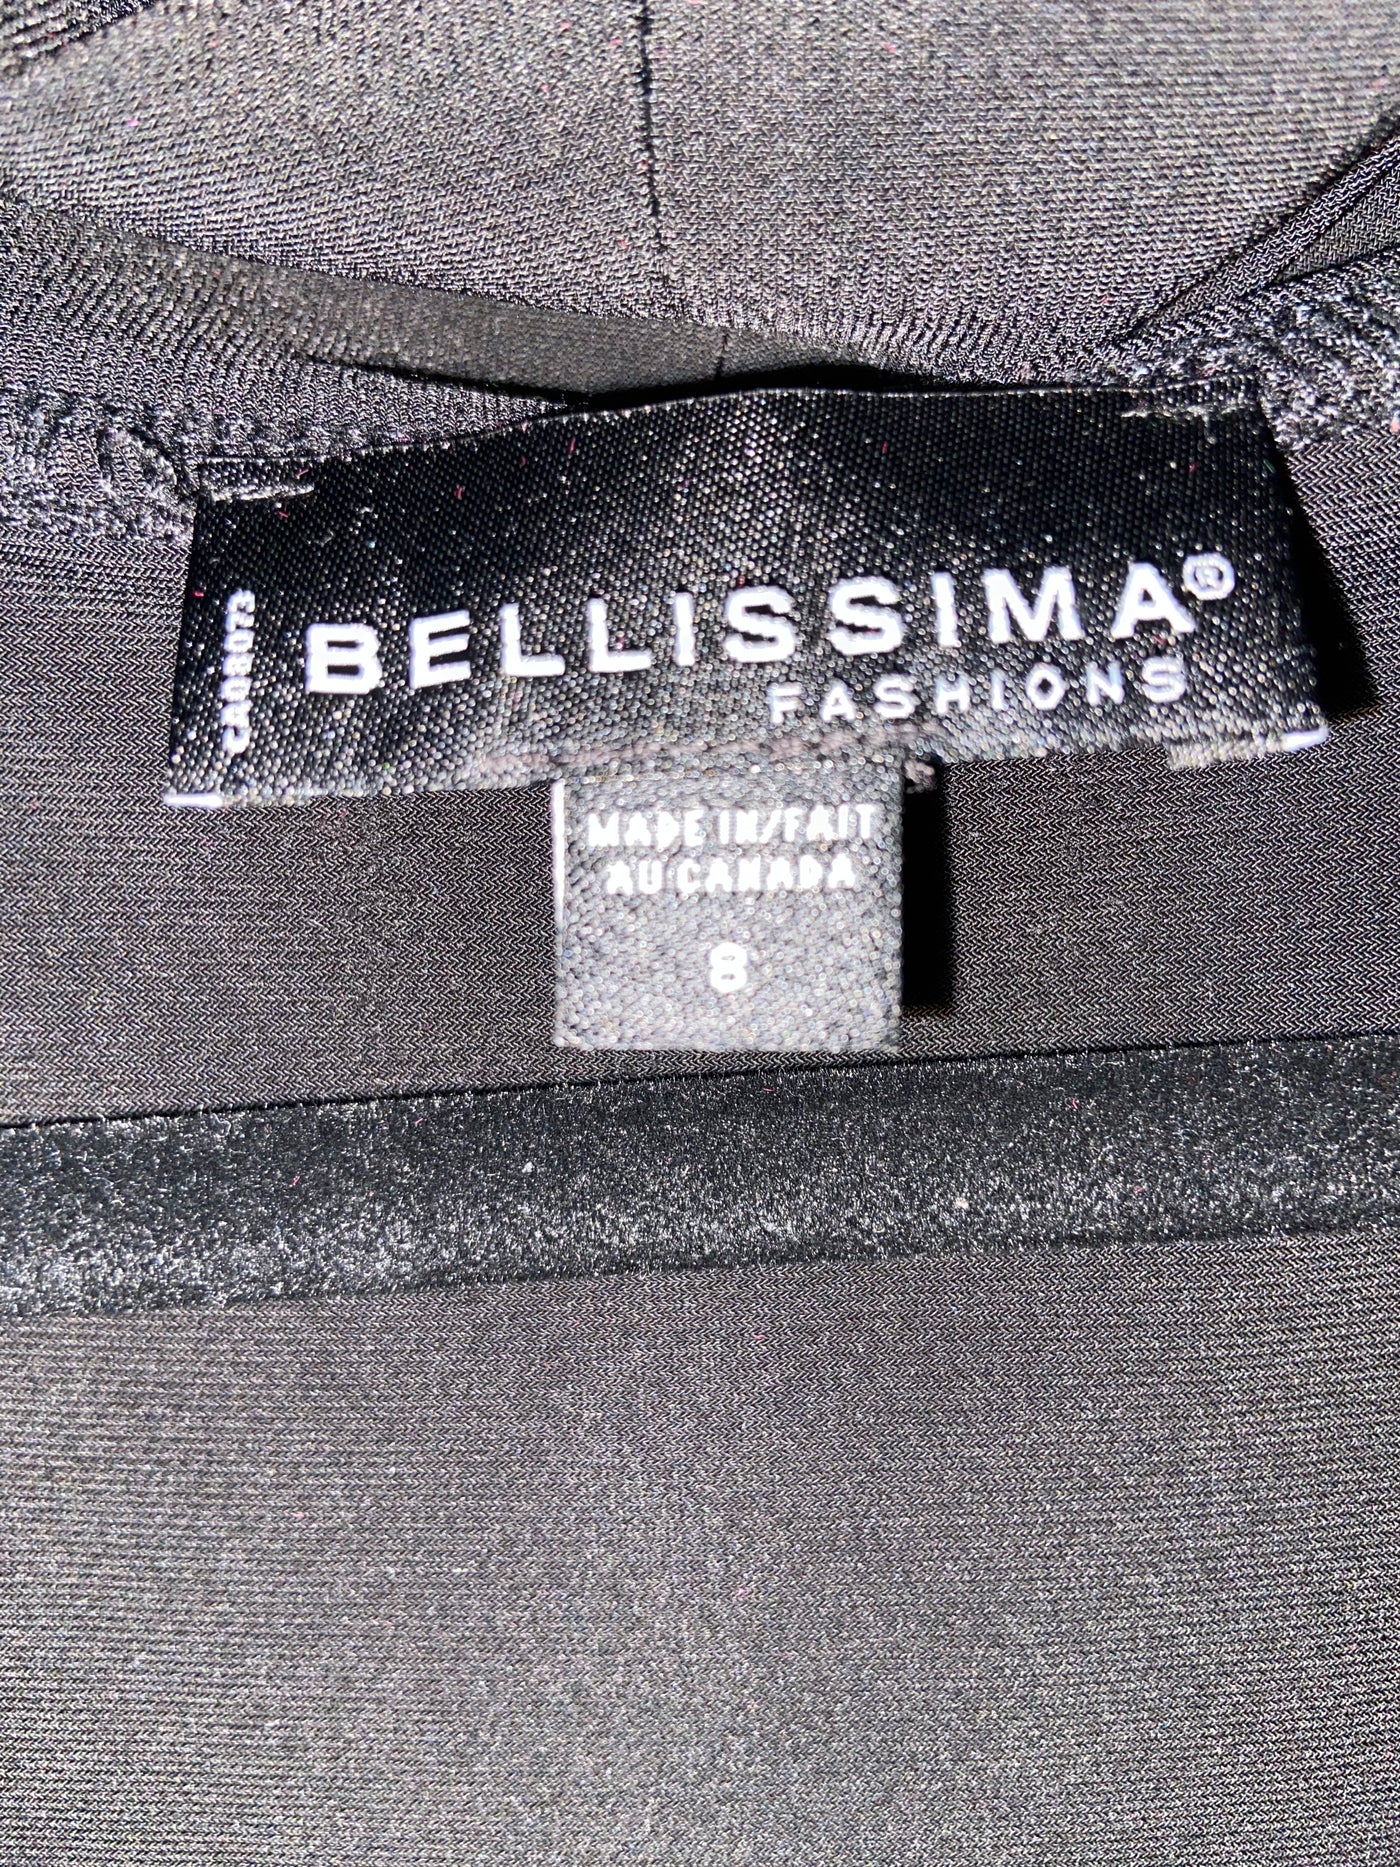 BELLISSIMA®
FASHIONS
MADE IN/FAIT
AU CANADA
8